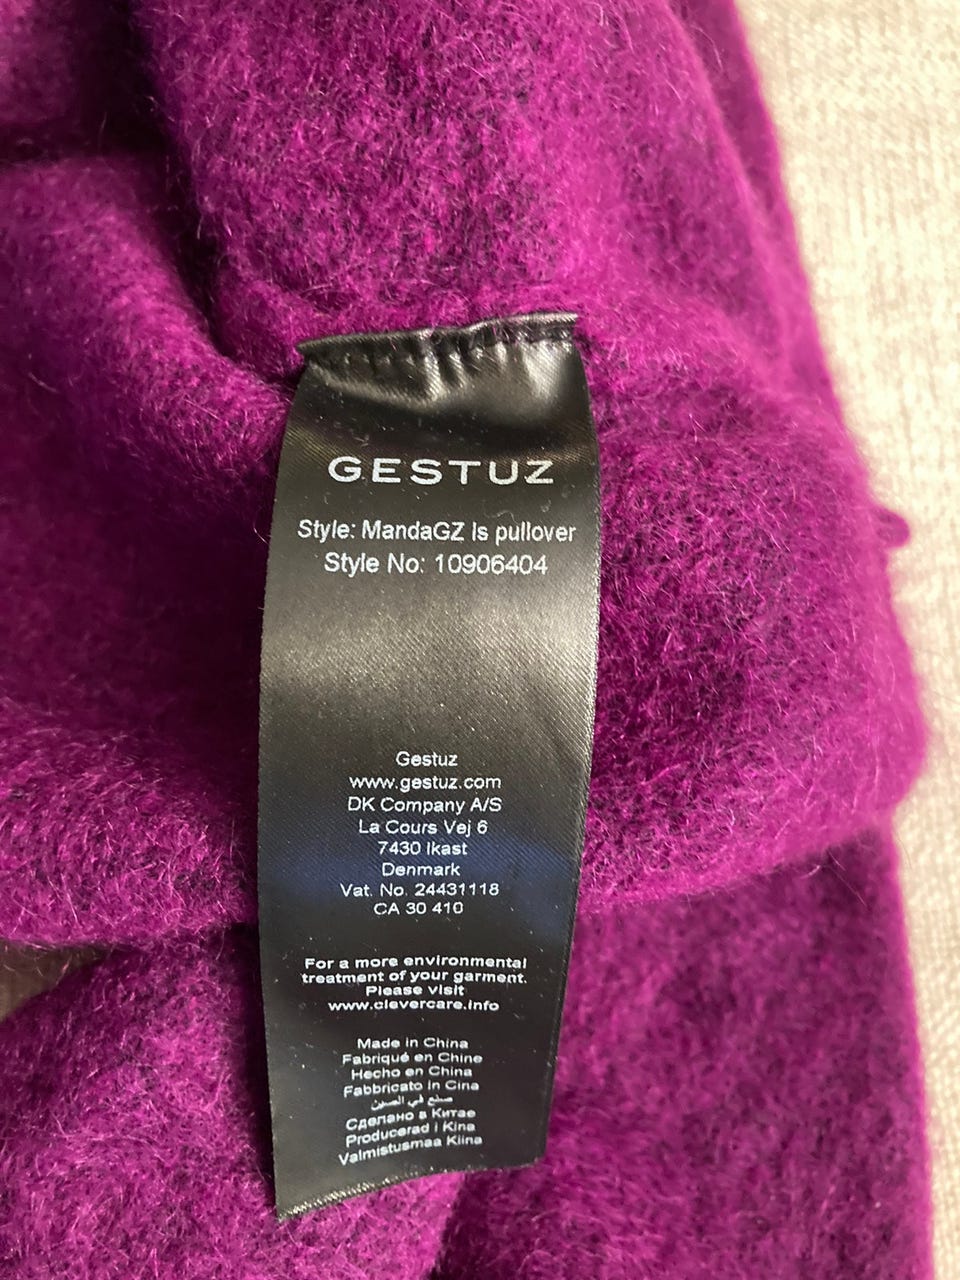 GESTUZ
Style: MandaGZ ls pullover
Style No: 10906404
Gestuz
www.gestuz.com
DK Company A/S
La Cours Vej 6
7430 Ikast
Denmark
Vat. No. 24431118
CA 30 410
For a more environmental
treatment of your garment.
Please visit
www.clevercare.info
Made in China
Fabriqué en Chine
Hecho en China
Fabbricato in Cina
صنع في الصين
Сделано в Китае
Producerad i Kina
Valmistusmaa Kiina